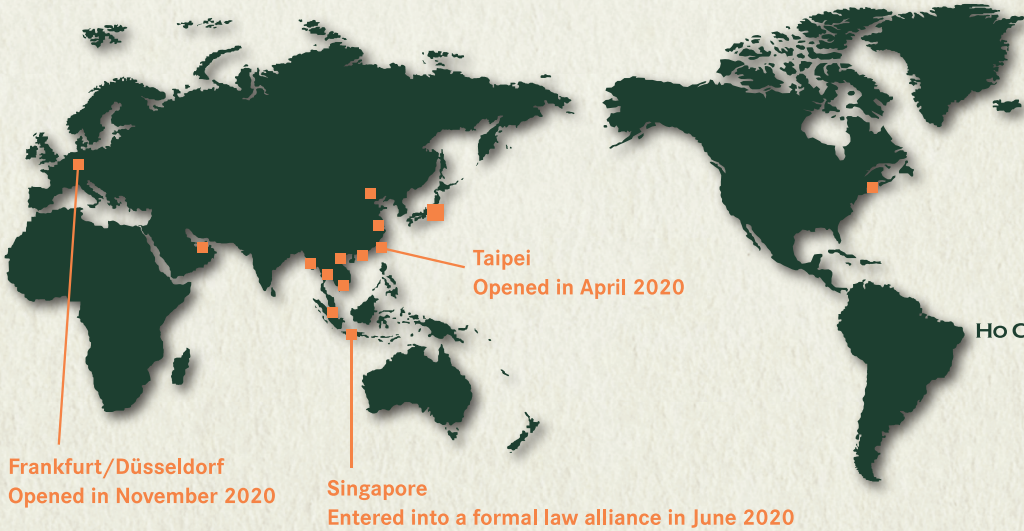 Taipei
Opened in April 2020
Frankfurt/Düsseldorf
Opened in November 2020
Singapore
Entered into a formal law alliance in June 2020
Ho